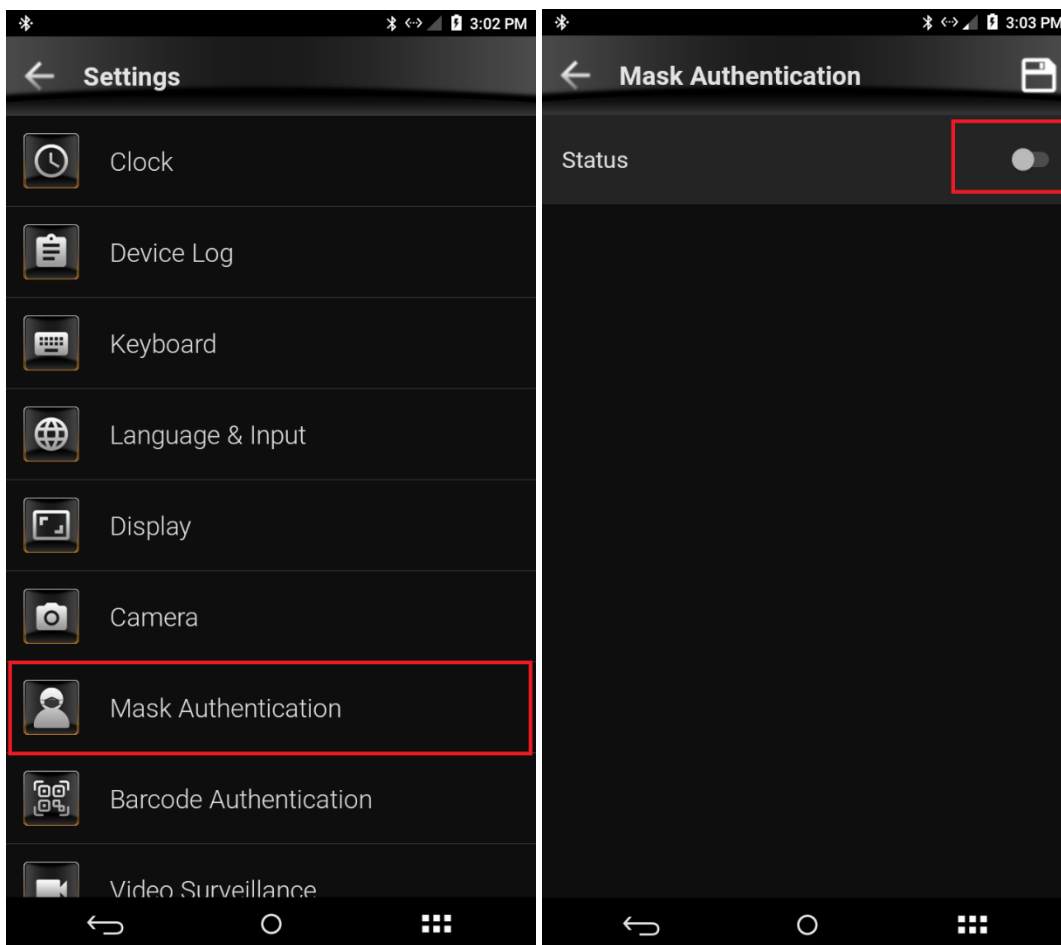 3:02 PM
Settings
Clock
Device Log
Keyboard
Language & Input
Display
Camera
Mask Authentication
Barcode Authentication
Video Surveillance
3:03 PM
Mask Authentication
Status